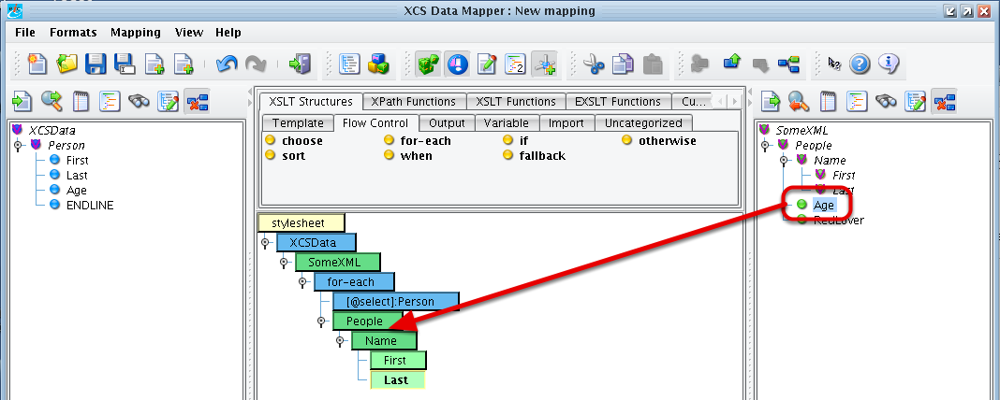 XCS Data Mapper : New mapping
File Formats Mapping View Help
2
XSLT Structures XPath Functions XSLT Functions EXSLT Functions Cu...
Template Flow Control Output Variable Import Uncategorized
choose for-each if otherwise
sort when fallback
XCSData
Person
First
Last
Age
ENDLINE
stylesheet
XCSData
SomeXML
for-each
[@select]:Person
People
Name
First
Last
SomeXML
People
Name
First
Last
Age
RedLover